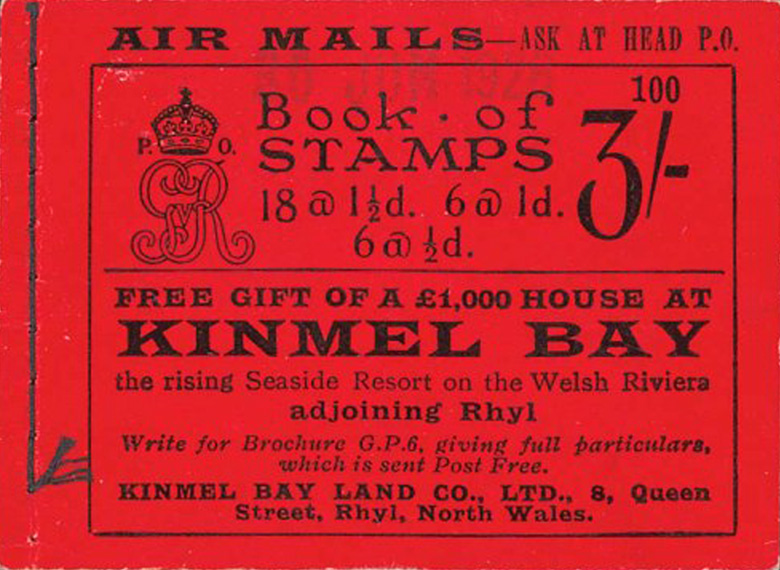 AIR MAILS—ASK AT HEAD P.O.
100
Book · of
STAMPS
3/-
P. O.
GR
18 @ 1½d. 6 @ 1d.
6 @ ½d.
FREE GIFT OF A £1,000 HOUSE AT
KINMEL BAY
the rising Seaside Resort on the Welsh Riviera
adjoining Rhyl
Write for Brochure G.P.6, giving full particulars,
which is sent Post Free.
KINMEL BAY LAND CO., LTD., 8, Queen
Street, Rhyl, North Wales.